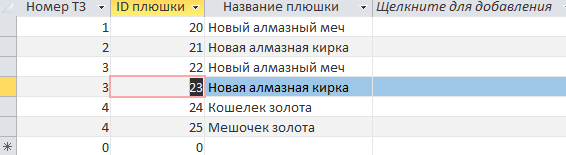 Номер ТЗ ID плюшки Название плюшки Щелкните для добавления
1 20 Новый алмазный меч
2 21 Новая алмазная кирка
3 22 Новый алмазный меч
3 23 Новая алмазная кирка
4 24 Кошелек золота
4 25 Мешочек золота
0 0